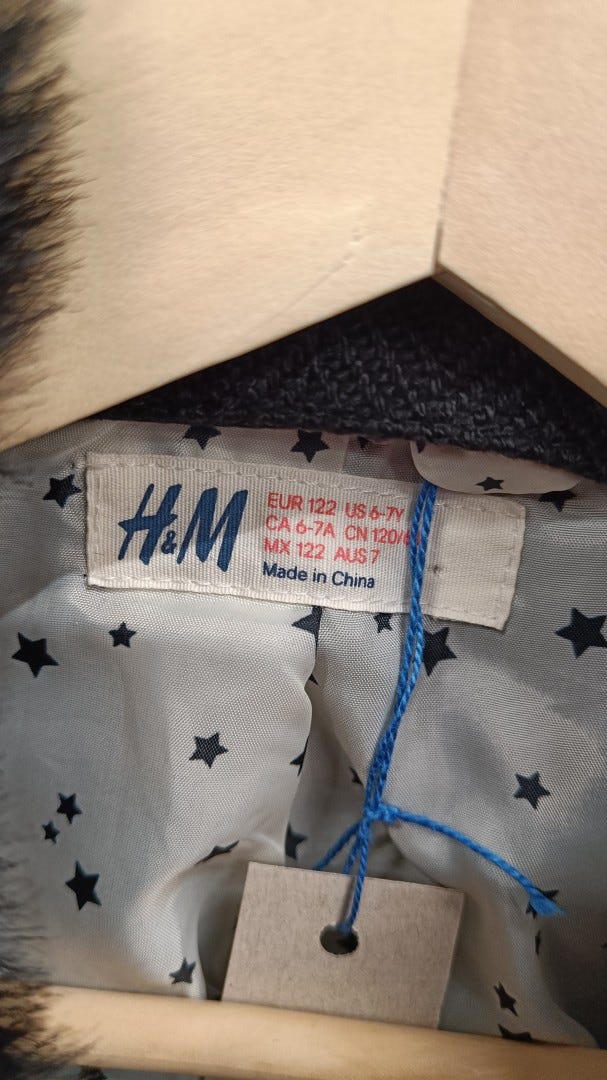 H&M
EUR 122 US 6-7Y
CA 6-7A CN 120/
MX 122 AUS 7
Made in China